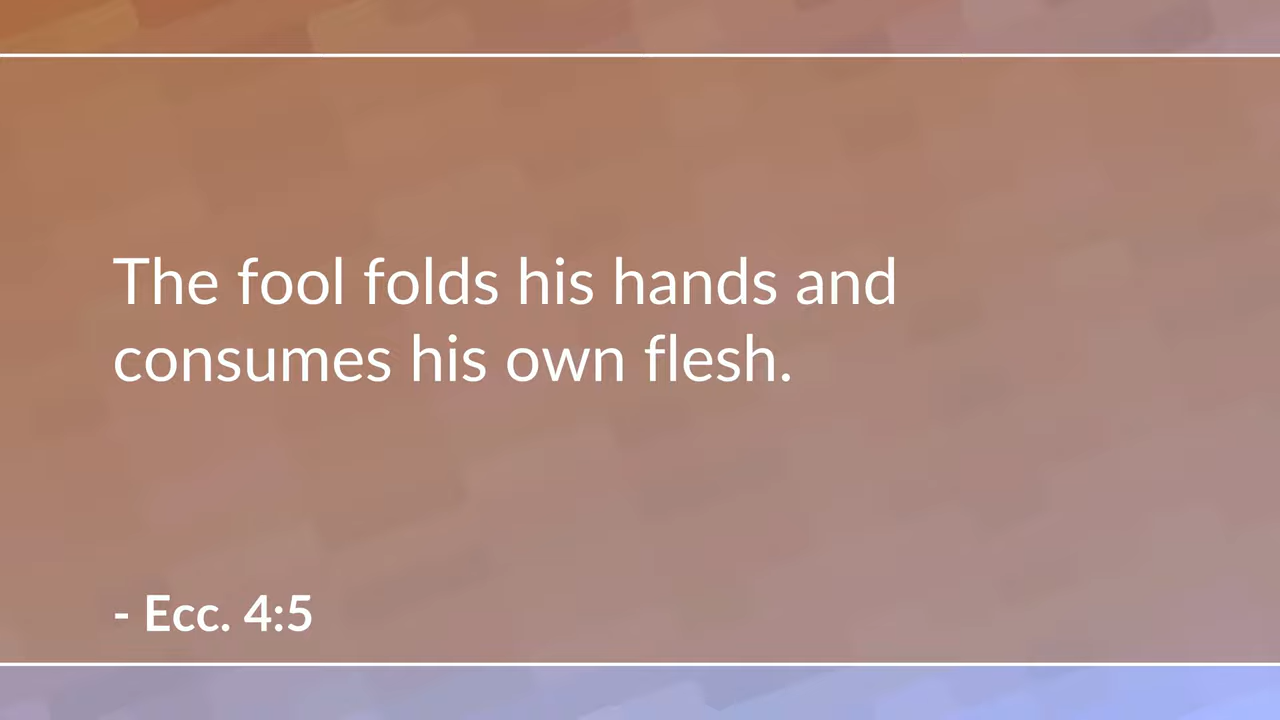 The fool folds his hands and
consumes his own flesh.
- Ecc. 4:5